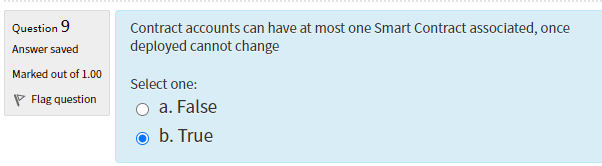 Question 9
Answer saved
Marked out of 1.00
Flag question
Contract accounts can have at most one Smart Contract associated, once
deployed cannot change
Select one:
a. False
b. True